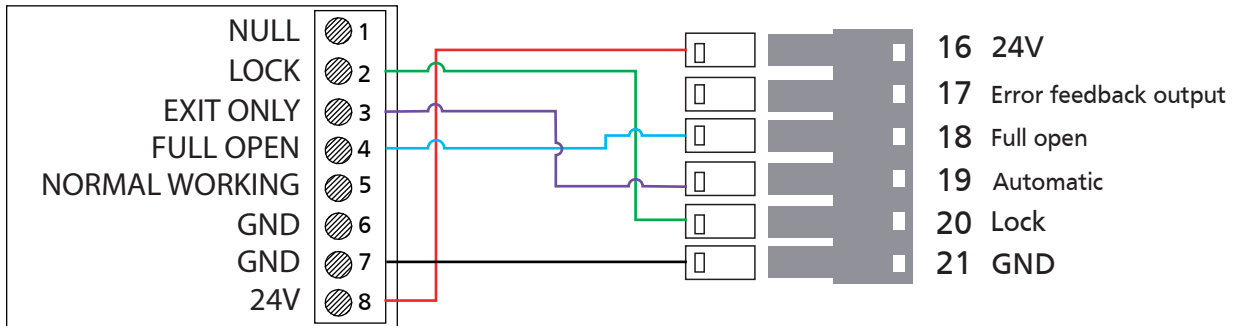 NULL 1
LOCK 2
EXIT ONLY 3
FULL OPEN 4
NORMAL WORKING 5
GND 6
GND 7
24V 8
16 24V
17 Error feedback output
18 Full open
19 Automatic
20 Lock
21 GND